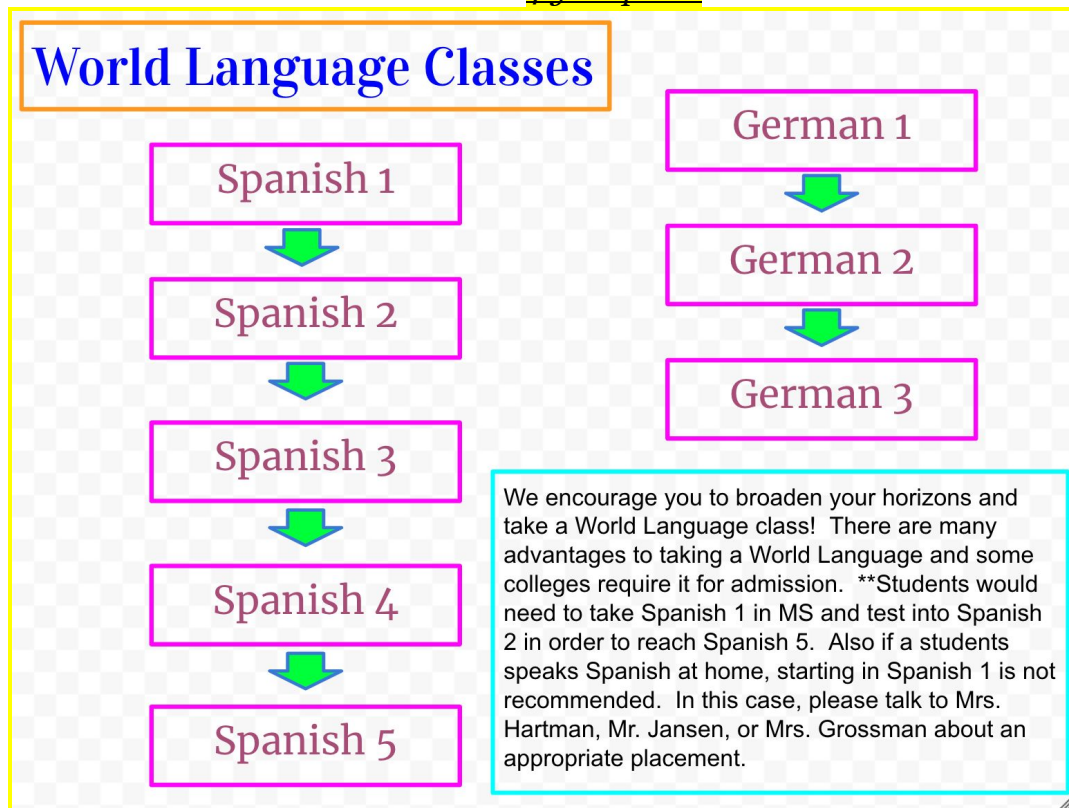 World Language Classes
German 1
Spanish 1
German 2
Spanish 2
German 3
Spanish 3
We encourage you to broaden your horizons and
take a World Language class!  There are many
advantages to taking a World Language and some
colleges require it for admission.  **Students would
need to take Spanish 1 in MS and test into Spanish
2 in order to reach Spanish 5.  Also if a students
speaks Spanish at home, starting in Spanish 1 is not
recommended.  In this case, please talk to Mrs.
Hartman, Mr. Jansen, or Mrs. Grossman about an
appropriate placement.
Spanish 4
Spanish 5